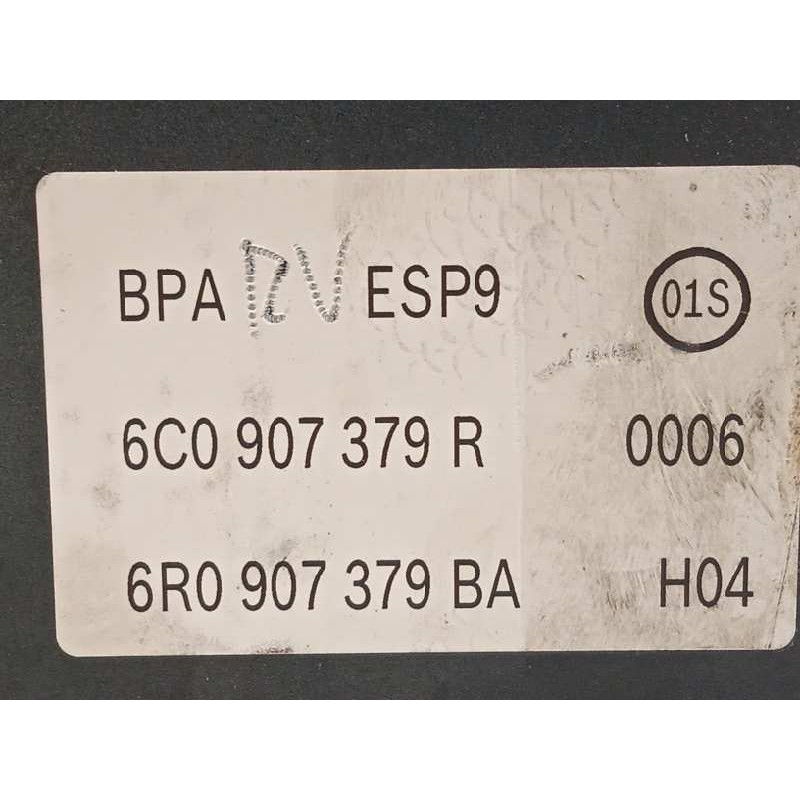 BPA ESP9 01S
6C0 907 379 R 0006
6R0 907 379 BA H04